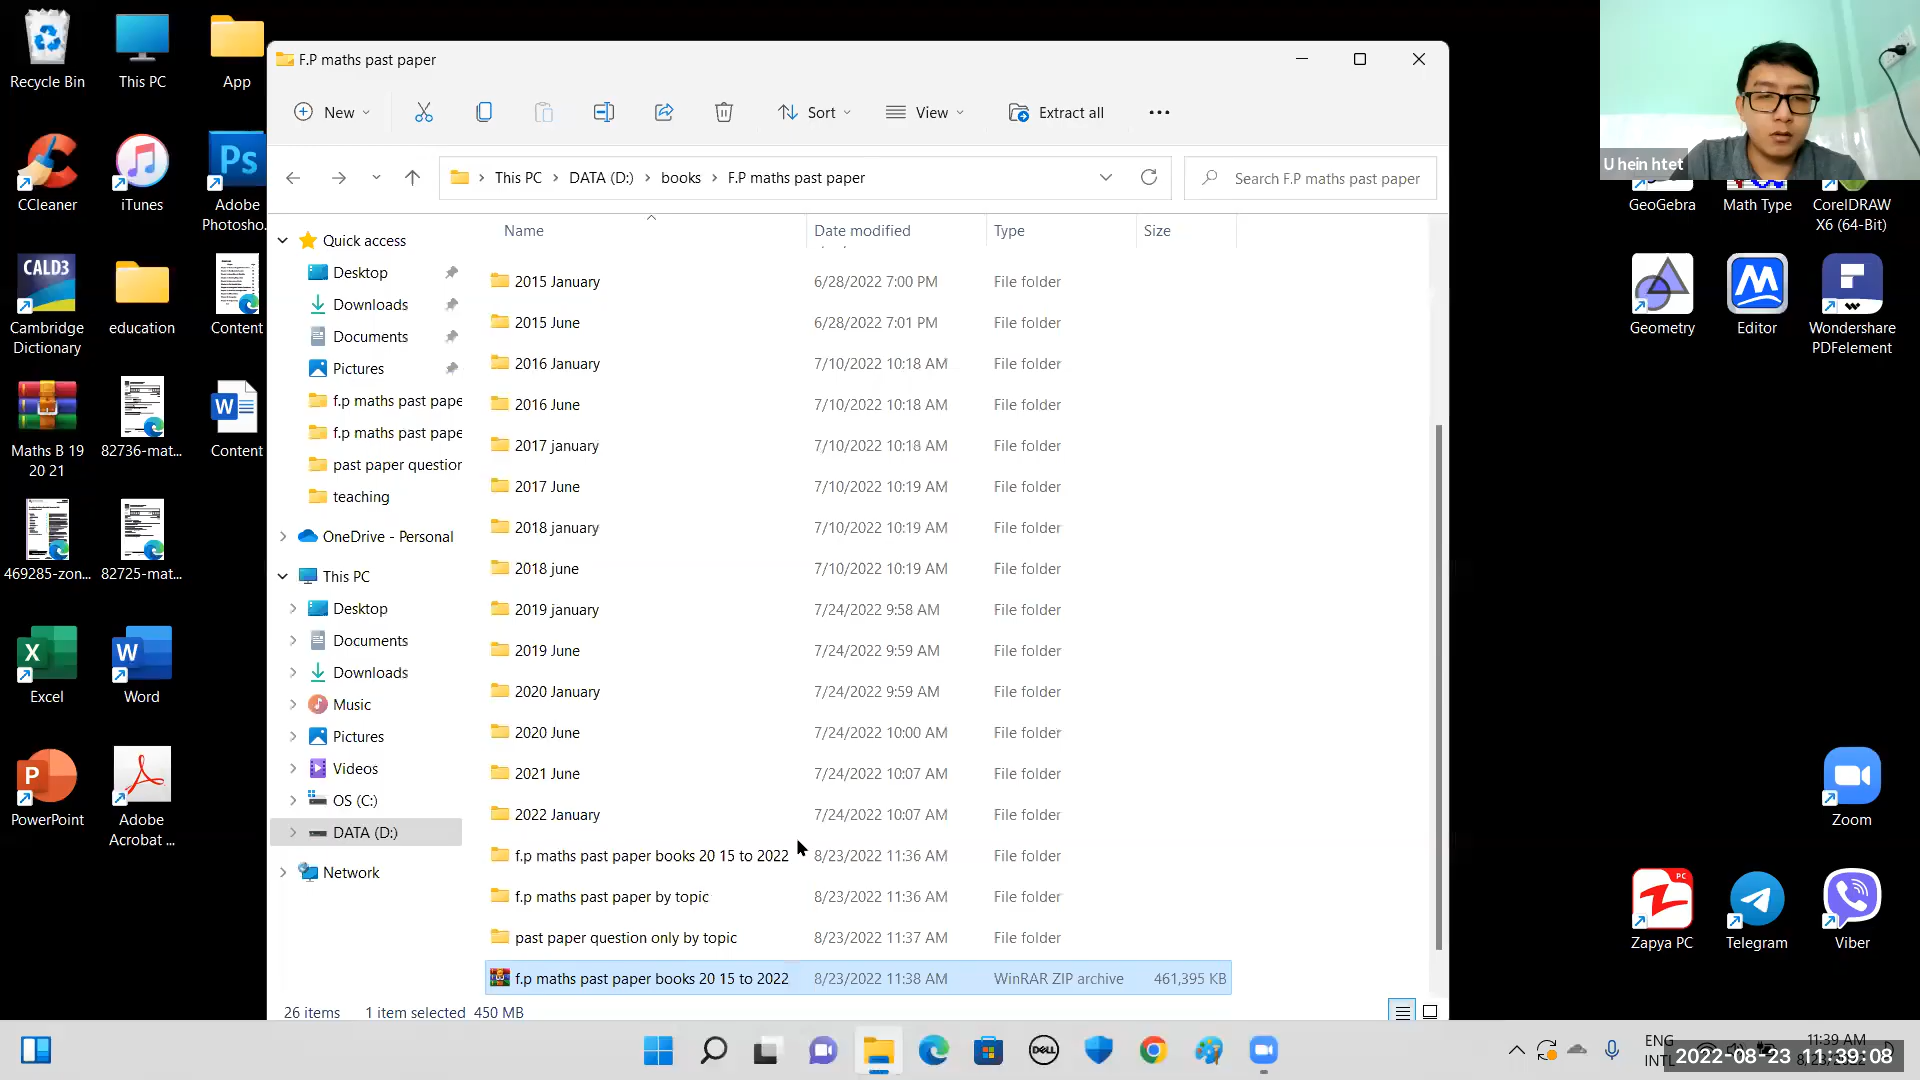 Recycle Bin
This PC
App
CCleaner
iTunes
Ps
Adobe
Photosho...
CALD3
Cambridge
Dictionary
education
Content
Maths B 19
20 21
82736-mat...
W
Content
469285-zon...
82725-mat...
X
Excel
W
Word
P
PowerPoint
Adobe
Acrobat ...
F.P maths past paper
New
Sort
View
Extract all
This PC
DATA (D:)
books
F.P maths past paper
Search F.P maths past paper
Name
Date modified
Type
Size
Quick access
Desktop
Downloads
Documents
Pictures
f.p maths past pape
f.p maths past pape
past paper question
teaching
OneDrive - Personal
This PC
Desktop
Documents
Downloads
Music
Pictures
Videos
OS (C:)
DATA (D:)
Network
2015 January 6/28/2022 7:00 PM File folder
2015 June 6/28/2022 7:01 PM File folder
2016 January 7/10/2022 10:18 AM File folder
2016 June 7/10/2022 10:18 AM File folder
2017 january 7/10/2022 10:18 AM File folder
2017 June 7/10/2022 10:19 AM File folder
2018 january 7/10/2022 10:19 AM File folder
2018 june 7/10/2022 10:19 AM File folder
2019 january 7/24/2022 9:58 AM File folder
2019 June 7/24/2022 9:59 AM File folder
2020 January 7/24/2022 9:59 AM File folder
2020 June 7/24/2022 10:00 AM File folder
2021 June 7/24/2022 10:07 AM File folder
2022 January 7/24/2022 10:07 AM File folder
f.p maths past paper books 20 15 to 2022 8/23/2022 11:36 AM File folder
f.p maths past paper by topic 8/23/2022 11:36 AM File folder
past paper question only by topic 8/23/2022 11:37 AM File folder
f.p maths past paper books 20 15 to 2022 8/23/2022 11:38 AM WinRAR ZIP archive 461,395 KB
26 items 1 item selected 450 MB
U hein htet
GeoGebra
Math Type
CorelDRAW
X6 (64-Bit)
Geometry
Editor
Wondershare
PDFelement
Zoom
PC
Zapya PC
Telegram
Viber
DELL
ENG
INTL
11:39 AM
2022-08-23 11:39:08